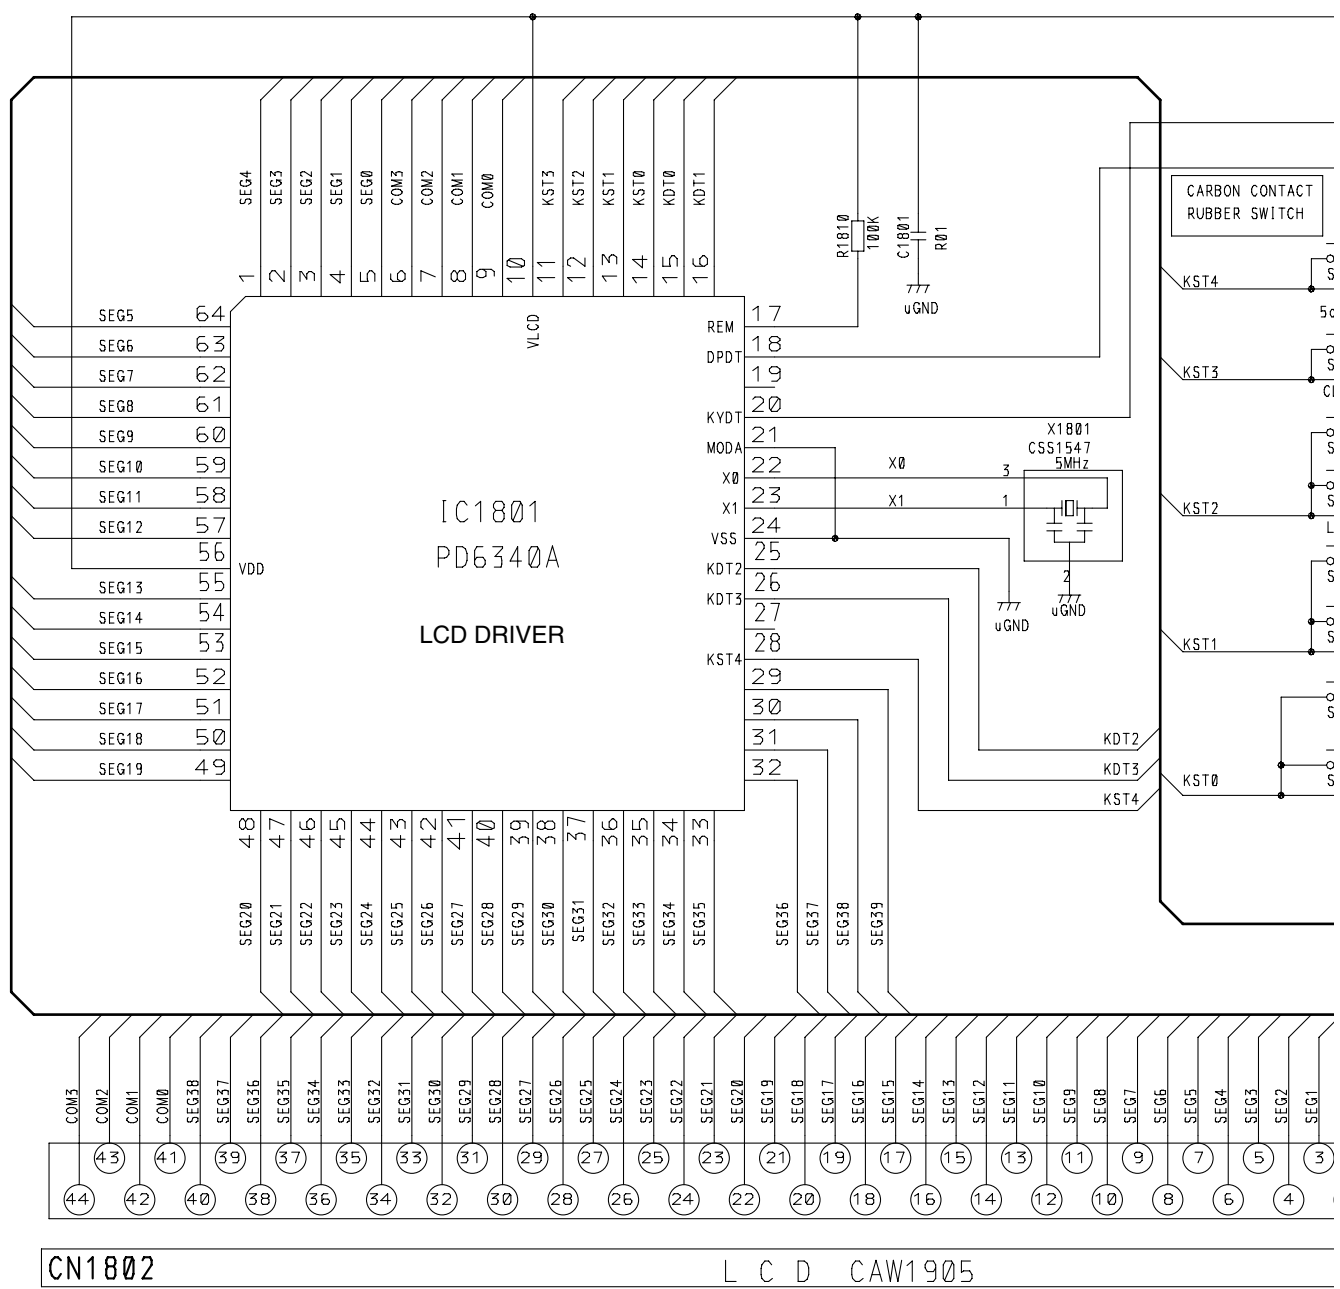 SEG4
SEG3
SEG2
SEG1
SEG0
COM3
COM2
COM1
COM0
KST3
KST2
KST1
KST0
KDT0
KDT1
1
2
3
4
5
6
7
8
9
10
11
12
13
14
15
16
R1810
100K
C1801
R01
uGND
CARBON CONTACT
RUBBER SWITCH
KST4
KST3
KST2
KST1
KST0
SEG5 64
SEG6 63
SEG7 62
SEG8 61
SEG9 60
SEG10 59
SEG11 58
SEG12 57
56 VDD
SEG13 55
SEG14 54
SEG15 53
SEG16 52
SEG17 51
SEG18 50
SEG19 49
VLCD
IC1801
PD6340A
LCD DRIVER
REM 17
DPDT 18
19
KYDT 20
MODA 21
X0 22
X1 23
VSS 24
KDT2 25
KDT3 26
27
KST4 28
29
30
31
32
X0
X1
X1801
CSS1547
5MHz
3
1
2
uGND
uGND
KDT2
KDT3
KST4
48
47
46
45
44
43
42
41
40
39
38
37
36
35
34
33
SEG20
SEG21
SEG22
SEG23
SEG24
SEG25
SEG26
SEG27
SEG28
SEG29
SEG30
SEG31
SEG32
SEG33
SEG34
SEG35
SEG36
SEG37
SEG38
SEG39
COM3
COM2
COM1
COM0
SEG38
SEG37
SEG36
SEG35
SEG34
SEG33
SEG32
SEG31
SEG30
SEG29
SEG28
SEG27
SEG26
SEG25
SEG24
SEG23
SEG22
SEG21
SEG20
SEG19
SEG18
SEG17
SEG16
SEG15
SEG14
SEG13
SEG12
SEG11
SEG10
SEG9
SEG8
SEG7
SEG6
SEG5
SEG4
SEG3
SEG2
SEG1
43 41 39 37 35 33 31 29 27 25 23 21 19 17 15 13 11 9 7 5 3
44 42 40 38 36 34 32 30 28 26 24 22 20 18 16 14 12 10 8 6 4
CN1802
LCD CAW1905